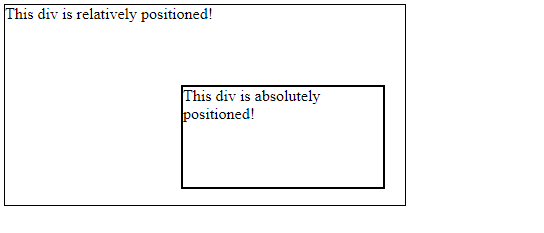 This div is relatively positioned!
This div is absolutely
positioned!